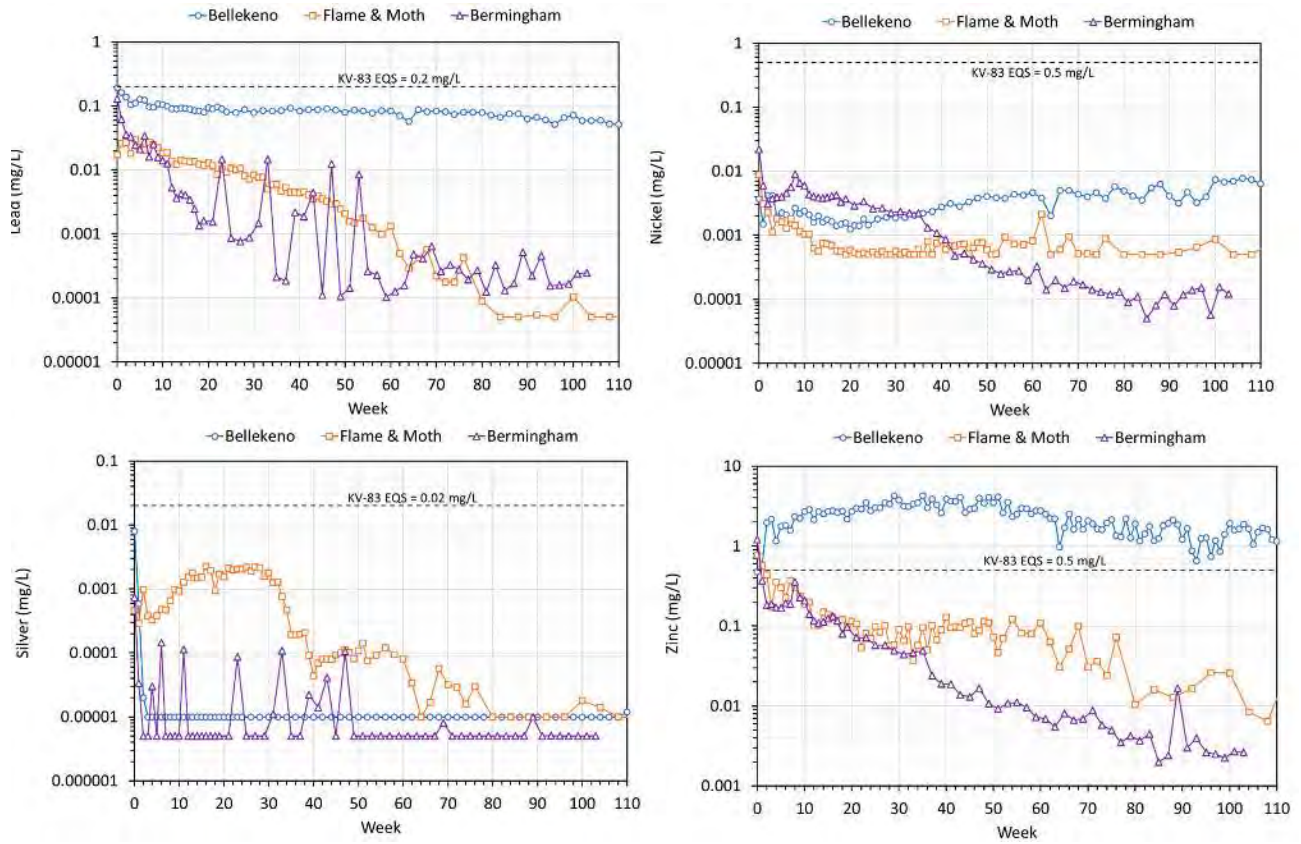 Bellekeno Flame & Moth Bermingham
1
KV-83 EQS = 0.2 mg/L
0.1
0.01
0.001
0.0001
0.00001
Lead (mg/L)
0 10 20 30 40 50 60 70 80 90 100 110
Week
Bellekeno Flame & Moth Bermingham
1
KV-83 EQS = 0.5 mg/L
0.1
0.01
0.001
0.0001
0.00001
Nickel (mg/L)
0 10 20 30 40 50 60 70 80 90 100 110
Week
Bellekeno Flame & Moth Bermingham
0.1
KV-83 EQS = 0.02 mg/L
0.01
0.001
0.0001
0.00001
0.000001
Silver (mg/L)
0 10 20 30 40 50 60 70 80 90 100 110
Week
Bellekeno Flame & Moth Bermingham
10
1
KV-83 EQS = 0.5 mg/L
0.1
0.01
0.001
Zinc (mg/L)
0 10 20 30 40 50 60 70 80 90 100 110
Week